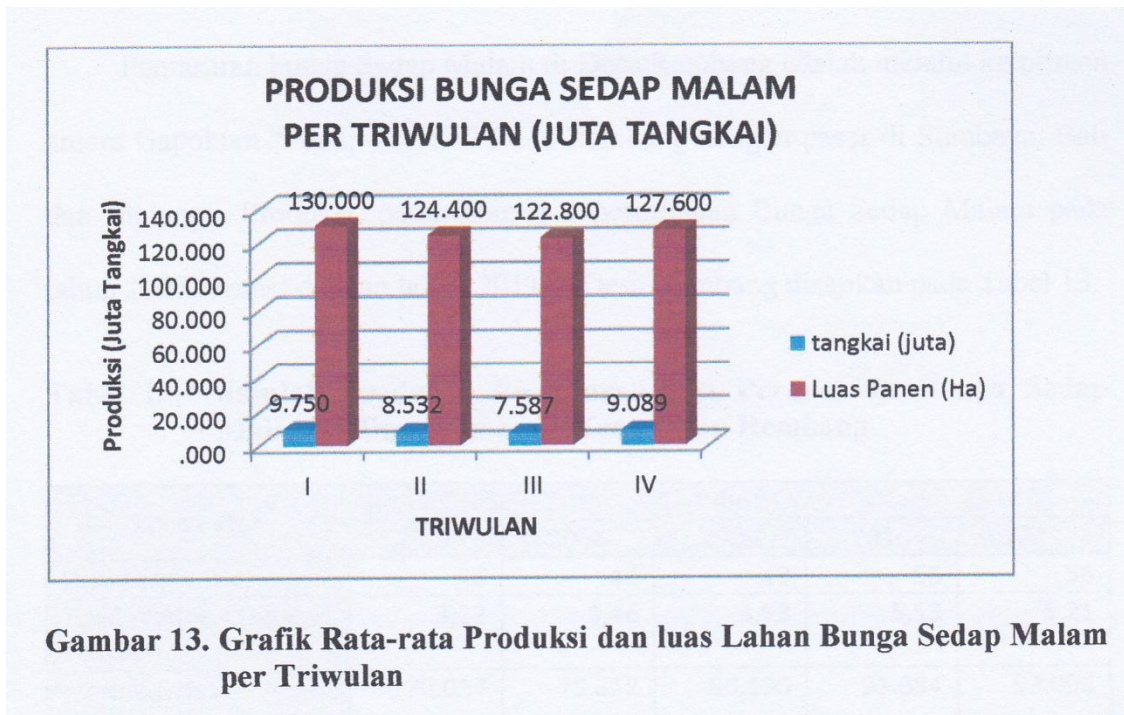 PRODUKSI BUNGA SEDAP MALAM
PER TRIWULAN (JUTA TANGKAI)
Produksi (Juta Tangkai)
140.000
120.000
100.000
80.000
60.000
40.000
20.000
.000
130.000
124.400
122.800
127.600
9.750
8.532
7.587
9.089
I
II
III
IV
TRIWULAN
tangkai (juta)
Luas Panen (Ha)
Gambar 13. Grafik Rata-rata Produksi dan luas Lahan Bunga Sedap Malam
per Triwulan